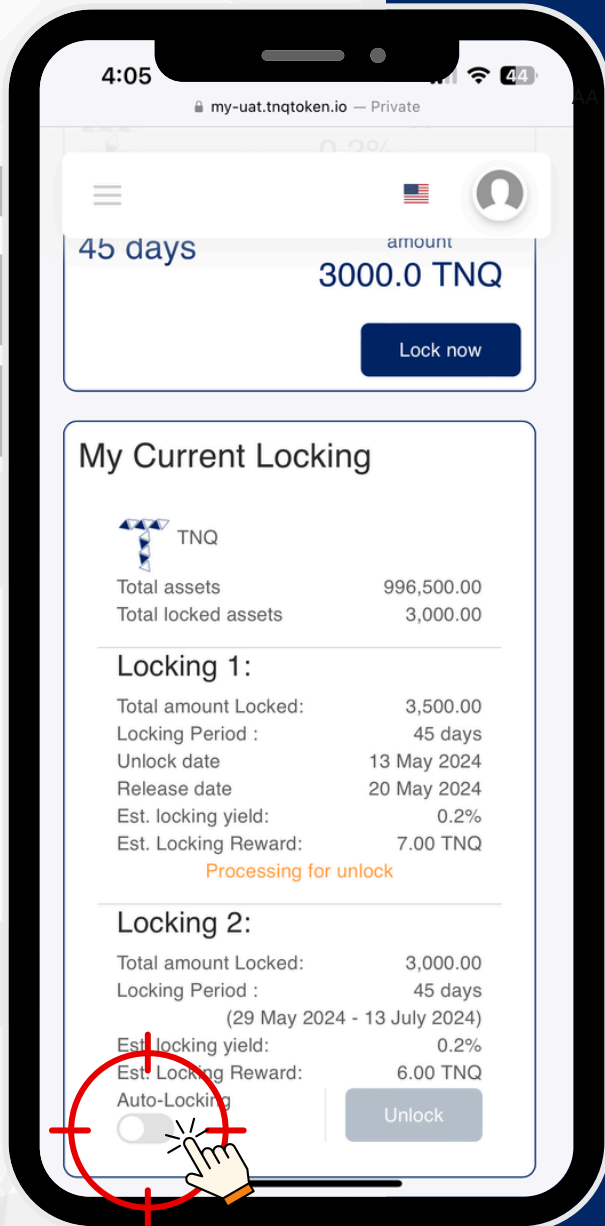 4:05
44
AA
my-uat.tnqtoken.io — Private
0.2%
45 days
amount
3000.0 TNQ
Lock now
My Current Locking
TNQ
Total assets 996,500.00
Total locked assets 3,000.00
Locking 1:
Total amount Locked: 3,500.00
Locking Period : 45 days
Unlock date 13 May 2024
Release date 20 May 2024
Est. locking yield: 0.2%
Est. Locking Reward: 7.00 TNQ
Processing for unlock
Locking 2:
Total amount Locked: 3,000.00
Locking Period : 45 days
(29 May 2024 - 13 July 2024)
Est. locking yield: 0.2%
Est. Locking Reward: 6.00 TNQ
Auto-Locking
Unlock